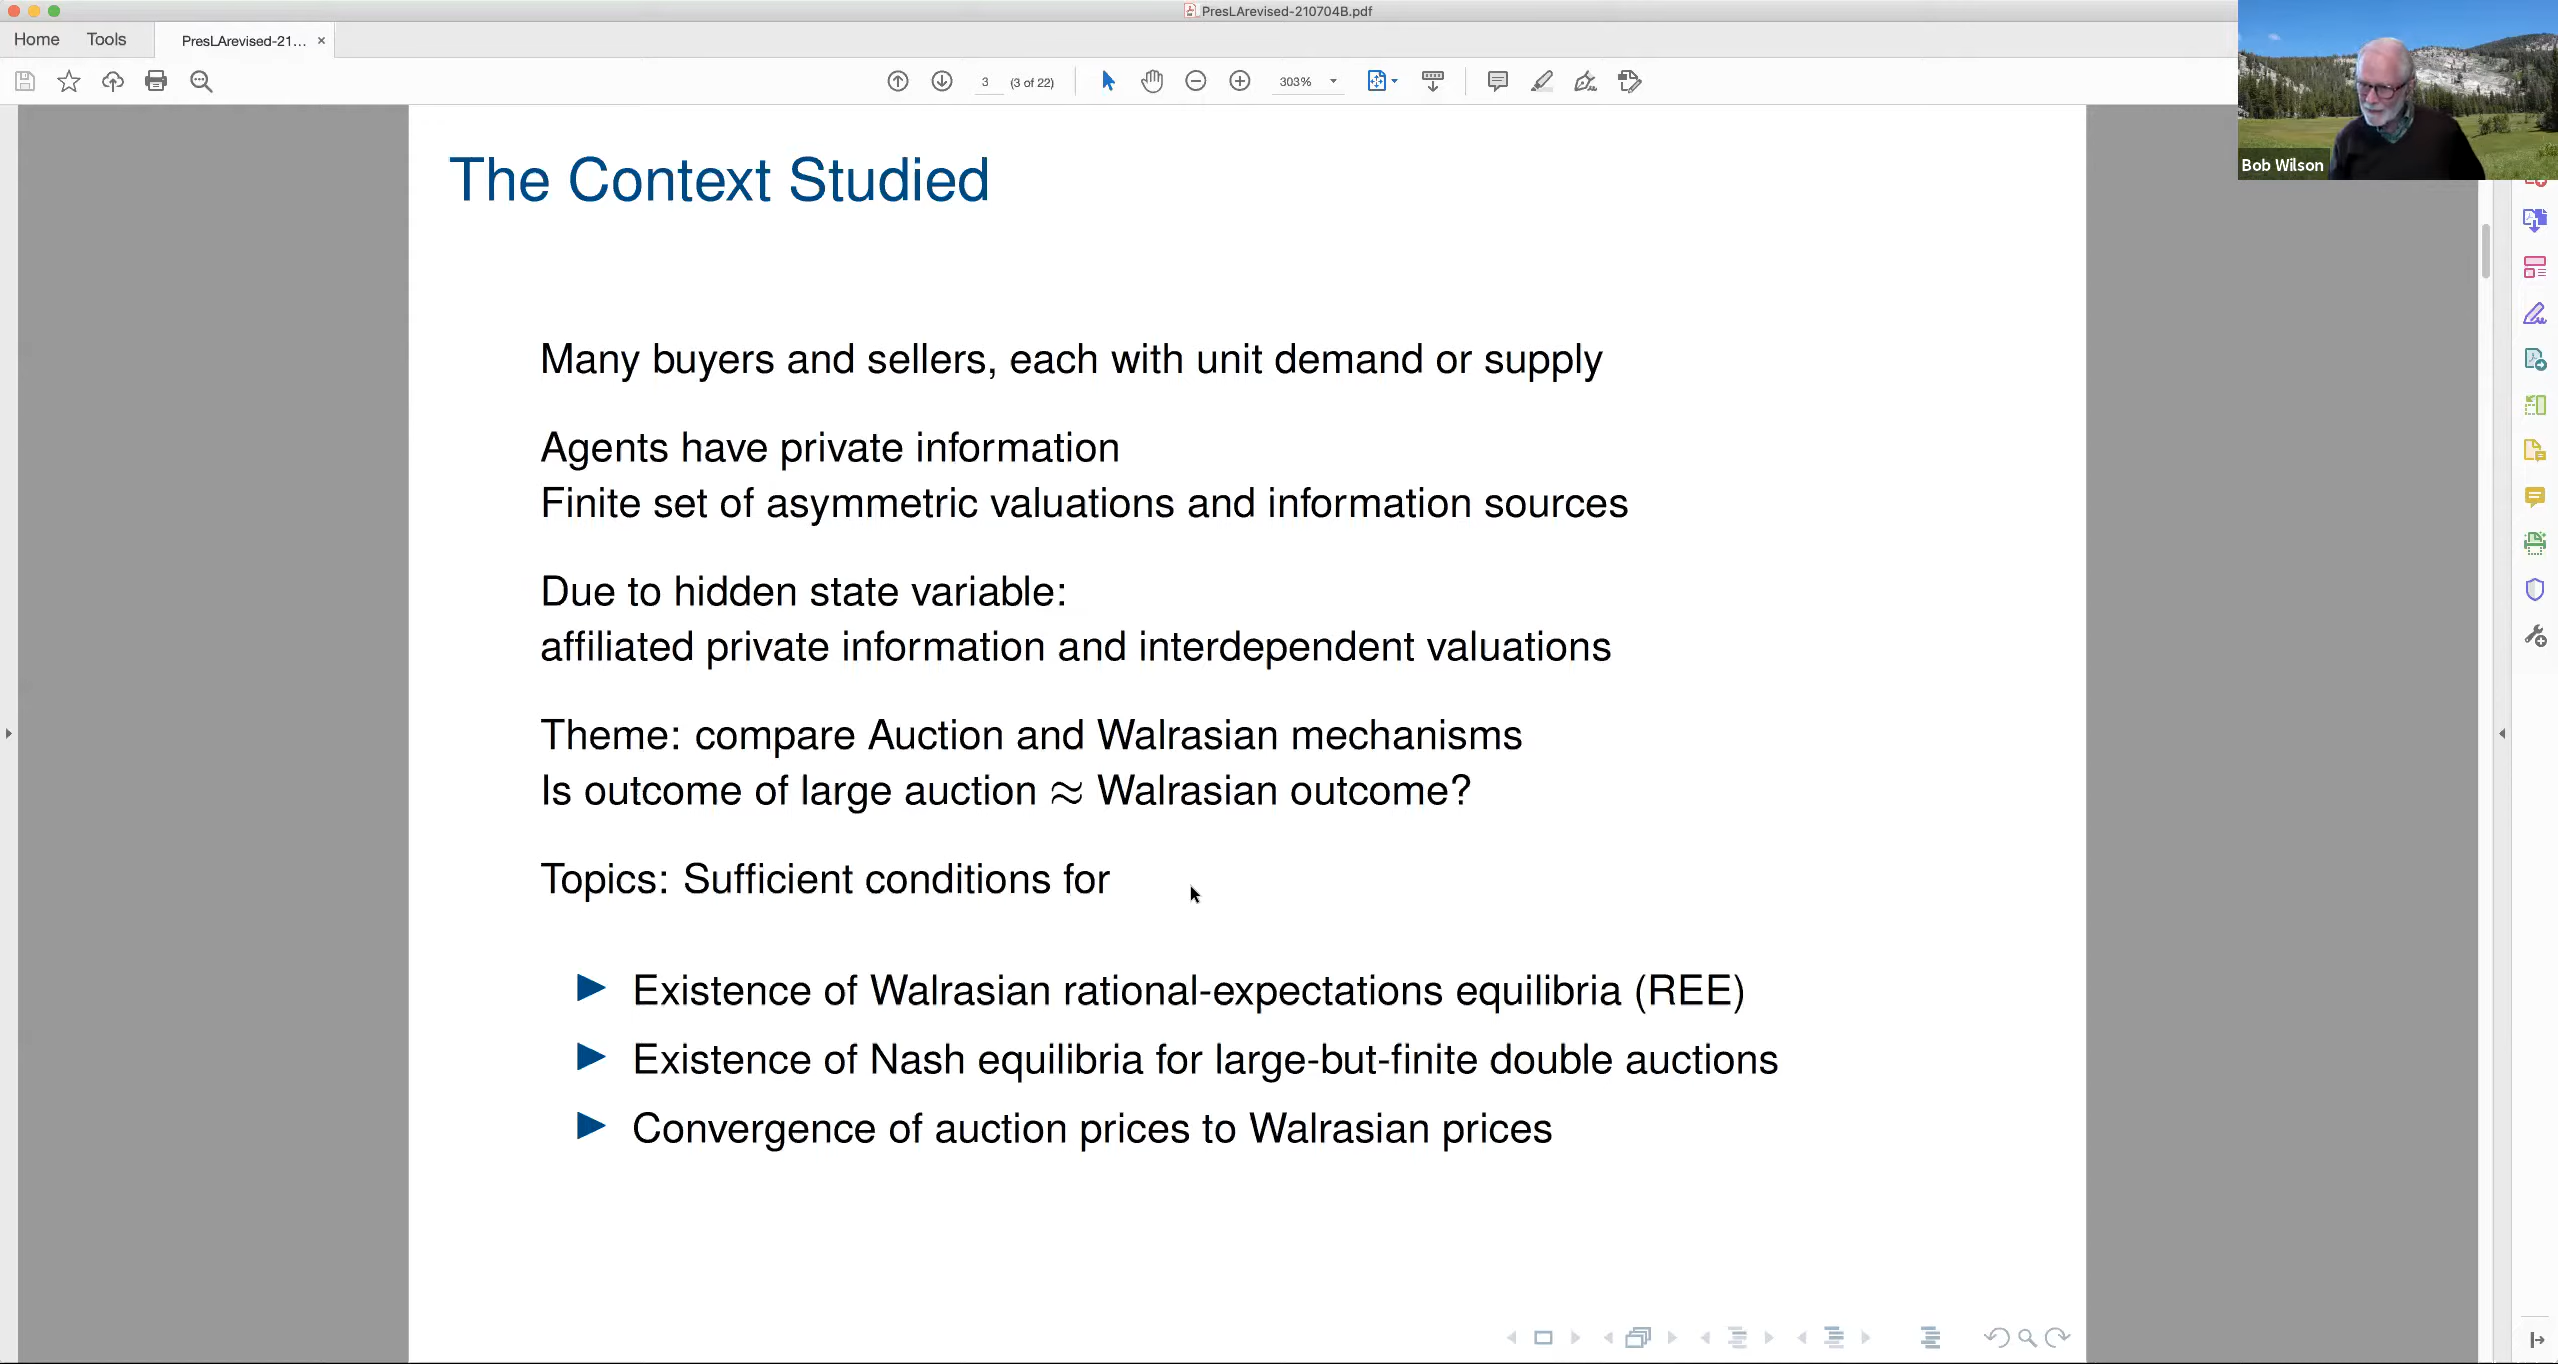 PresLArevised-210704B.pdf
Home Tools PresLArevised-21... ×
3 (3 of 22) 303%
Bob Wilson
The Context Studied
Many buyers and sellers, each with unit demand or supply
Agents have private information
Finite set of asymmetric valuations and information sources
Due to hidden state variable:
affiliated private information and interdependent valuations
Theme: compare Auction and Walrasian mechanisms
Is outcome of large auction ≈ Walrasian outcome?
Topics: Sufficient conditions for
▶ Existence of Walrasian rational-expectations equilibria (REE)
▶ Existence of Nash equilibria for large-but-finite double auctions
▶ Convergence of auction prices to Walrasian prices